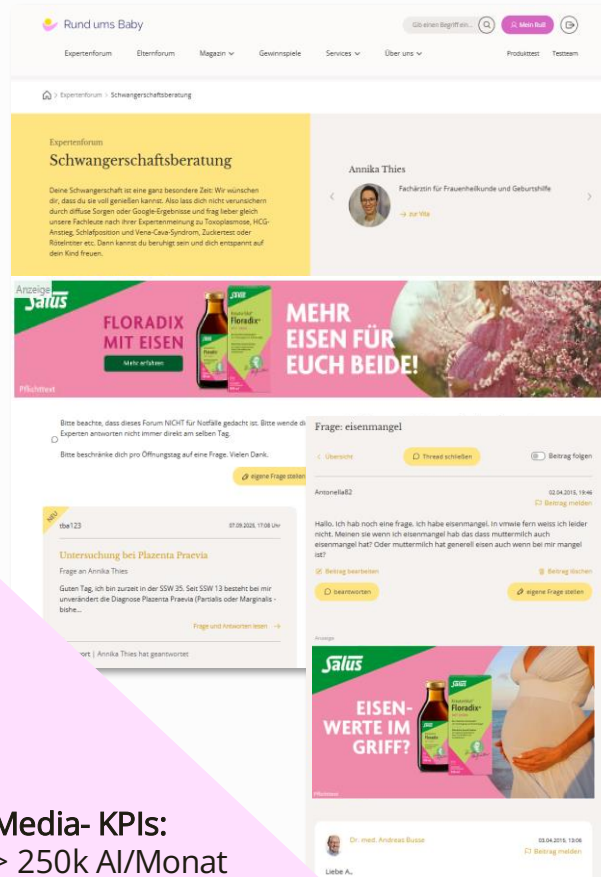 Rund ums Baby
Gib einen Begriff ein...
Mein RuB
Expertenforum
Elternforum
Magazin
Gewinnspiele
Services
Über uns
Produkttest
Testteam
> Expertenforum > Schwangerschaftsberatung
Expertenforum
Schwangerschaftsberatung
Deine Schwangerschaft ist eine ganz besondere Zeit: Wir wünschen
dir, dass du sie voll genießen kannst. Also lass dich nicht verunsichern
durch diffuse Sorgen oder Google-Ergebnisse und frag lieber gleich
unsere Fachleute nach ihrer Expertenmeinung zu Toxoplasmose, HCG-
Anstieg, Schlafposition und Vena-Cava-Syndrom, Zuckertest oder
Rötelntiter etc. Dann kannst du beruhigt sein und dich entspannt auf
dein Kind freuen.
Annika Thies
Fachärztin für Frauenheilkunde und Geburtshilfe
→ zur Vita
Anzeige
Salus
FLORADIX
MIT EISEN
Mehr erfahren
Salus
Floradix
MEHR
EISEN FÜR
EUCH BEIDE!
Pflichttext
Bitte beachte, dass dieses Forum NICHT für Notfälle gedacht ist. Bitte wende di
Experten antworten nicht immer direkt am selben Tag.
Bitte beschränke dich pro Öffnungstag auf eine Frage. Vielen Dank.
eigene Frage stellen
NEU
tbe123
07.09.2025, 17:08 Uhr
Untersuchung bei Plazenta Praevia
Frage an Annika Thies
Guten Tag, ich bin zurzeit in der SSW 35. Seit SSW 13 besteht bei mir
unverändert die Diagnose Plazenta Praevia (Partialis oder Marginalis -
bishe...
Frage und Antworten lesen →
ort | Annika Thies hat geantwortet
Frage: eisenmangel
< Übersicht
Thread schließen
Beitrag folgen
Antonella82
02.04.2015, 19:46
Beitrag melden
Hallo. Ich hab noch eine frage. Ich habe eisenmangel. In vmwie fern weiss ich leider
nicht. Meinen sie wenn ich eisenmangel hab das dass muttermilch auch
eisenmangel hat? Oder muttermilch hat generell eisen auch wenn bei mir mangel
ist?
Beitrag bearbeiten
Beitrag löschen
beantworten
eigene Frage stellen
Anzeige
Salus
EISEN-
WERTE IM
GRIFF?
Salus
Floradix
Pflichttext
Dr. med. Andreas Busse
03.04.2015, 13:06
Beitrag melden
Liebe A.,
Media- KPIs:
> 250k AI/Monat